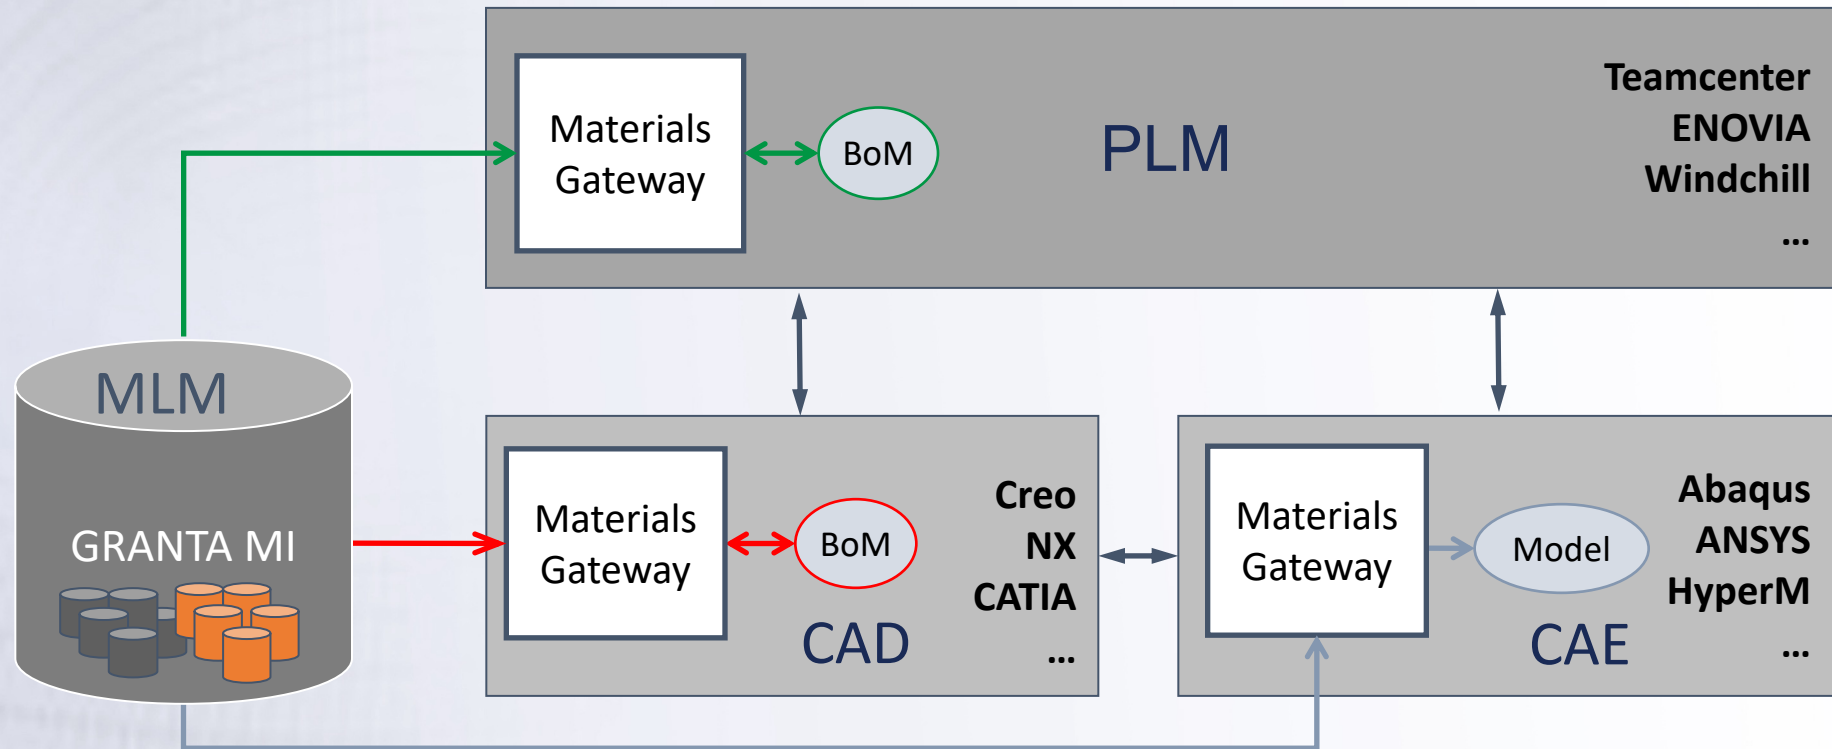 Materials
Gateway
BoM
PLM
Teamcenter
ENOVIA
Windchill
...
MLM
GRANTA MI
Materials
Gateway
BoM
Creo
NX
CATIA
...
CAD
Materials
Gateway
Model
Abaqus
ANSYS
HyperM
...
CAE